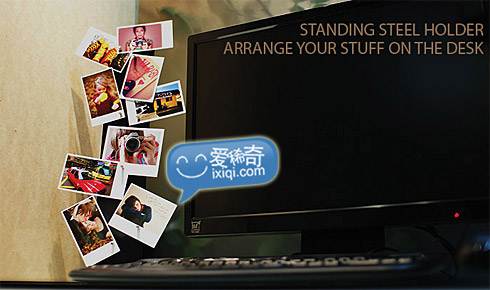 STANDING STEEL HOLDER
ARRANGE YOUR STUFF ON THE DESK
爱稀奇
ixiqi.com